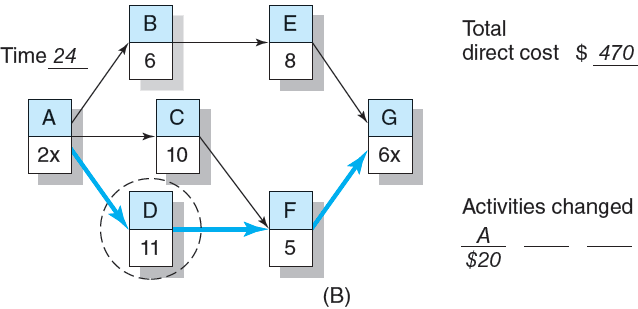 B
6
E
8
Total
direct cost $ 470
Time 24
A
2x
C
10
G
6x
D
11
F
5
Activities changed
A
$20
(B)